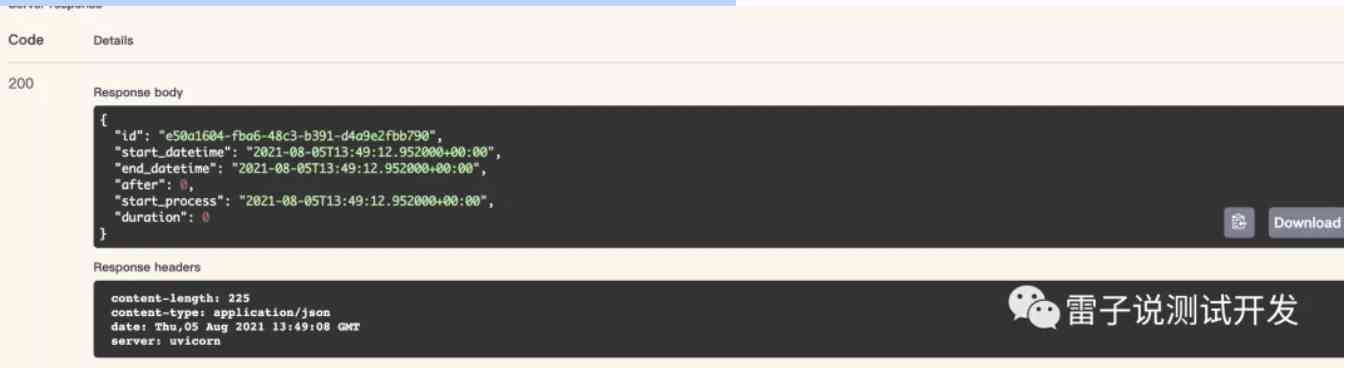 Server response
Code Details
200
Response body
{
"id": "e50a1604-fba6-48c3-b391-d4a9e2fbb790",
"start_datetime": "2021-08-05T13:49:12.952000+00:00",
"end_datetime": "2021-08-05T13:49:12.952000+00:00",
"after": 0,
"start_process": "2021-08-05T13:49:12.952000+00:00",
"duration": 0
}
Download
Response headers
content-length: 225
content-type: application/json
date: Thu,05 Aug 2021 13:49:08 GMT
server: uvicorn
雷子说测试开发